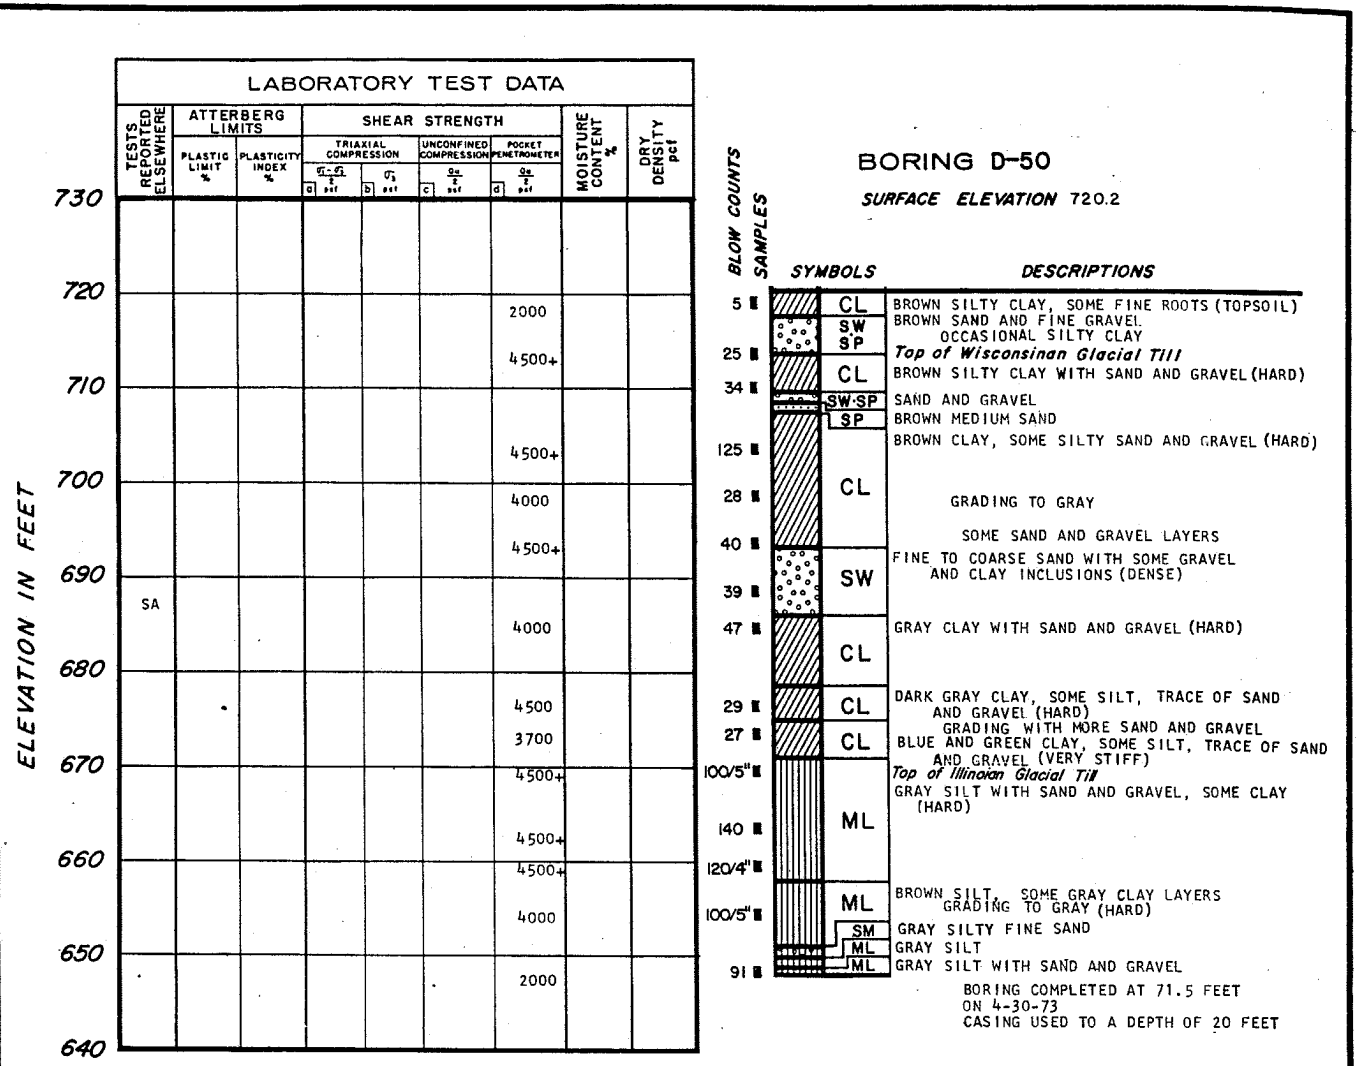 LABORATORY TEST DATA
TESTS REPORTED ELSEWHERE
ATTERBERG LIMITS
SHEAR STRENGTH
MOISTURE CONTENT %
DRY DENSITY pcf
PLASTIC LIMIT %
PLASTICITY INDEX %
TRIAXIAL COMPRESSION
UNCONFINED COMPRESSION
POCKET PENETROMETER
a psf
b psf
c psf
d psf
ELEVATION IN FEET
730
720
710
700
690
680
670
660
650
640
2000
4500+
4500+
4000
4500+
SA
4000
4500
3700
4500+
4500+
4500+
4000
2000
BORING D-50
SURFACE ELEVATION 720.2
BLOW COUNTS
SAMPLES
SYMBOLS
DESCRIPTIONS
5 CL BROWN SILTY CLAY, SOME FINE ROOTS (TOPSOIL)
SW SP BROWN SAND AND FINE GRAVEL
OCCASIONAL SILTY CLAY
25 Top of Wisconsinan Glacial Till
CL BROWN SILTY CLAY WITH SAND AND GRAVEL (HARD)
34
SW-SP SAND AND GRAVEL
SP BROWN MEDIUM SAND
BROWN CLAY, SOME SILTY SAND AND GRAVEL (HARD)
125
CL
28 GRADING TO GRAY
SOME SAND AND GRAVEL LAYERS
40
FINE TO COARSE SAND WITH SOME GRAVEL
SW AND CLAY INCLUSIONS (DENSE)
39
47 GRAY CLAY WITH SAND AND GRAVEL (HARD)
CL
29 CL DARK GRAY CLAY, SOME SILT, TRACE OF SAND
AND GRAVEL (HARD)
GRADING WITH MORE SAND AND GRAVEL
27 CL BLUE AND GREEN CLAY, SOME SILT, TRACE OF SAND
AND GRAVEL (VERY STIFF)
100/5" Top of Illinoian Glacial Till
GRAY SILT WITH SAND AND GRAVEL, SOME CLAY
(HARD)
140 ML
120/4"
ML BROWN SILT, SOME GRAY CLAY LAYERS
100/5" GRADING TO GRAY (HARD)
SM GRAY SILTY FINE SAND
ML GRAY SILT
91 ML GRAY SILT WITH SAND AND GRAVEL
BORING COMPLETED AT 71.5 FEET
ON 4-30-73
CASING USED TO A DEPTH OF 20 FEET